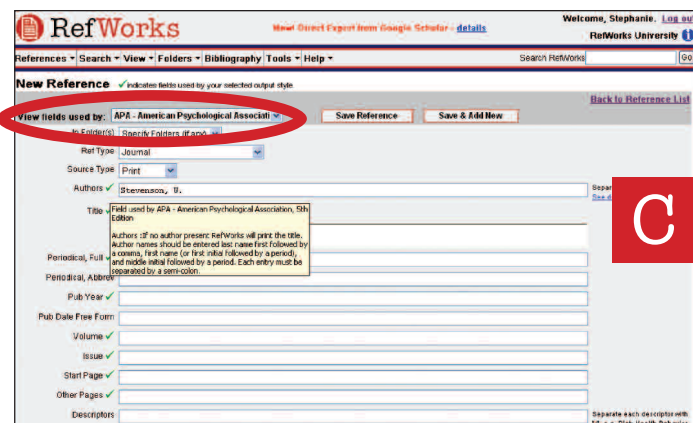 RefWorks
New! Direct Export from Google Scholar - details
Welcome, Stephanie. Log out
RefWorks University
References Search View Folders Bibliography Tools Help
Search RefWorks
Go
New Reference ✓ indicates fields used by your selected output style.
Back to Reference List
View fields used by: APA - American Psychological Associati
Save Reference
Save & Add New
In Folder(s) Specify Folders (if any)
Ref Type Journal
Source Type Print
Authors ✓ Stevenson, U.
Separ
See
Title
Field used by APA - American Psychological Association, 5th
Edition
Authors :If no author present RefWorks will print the title.
Author names should be entered last name first followed by
a comma, first name (or first initial followed by a period),
and middle initial followed by a period. Each entry must be
separated by a semi-colon.
C
Periodical, Full
Periodical, Abbrev
Pub Year ✓
Pub Date Free Form
Volume ✓
Issue ✓
Start Page ✓
Other Pages ✓
Descriptors
Separate each descriptor with